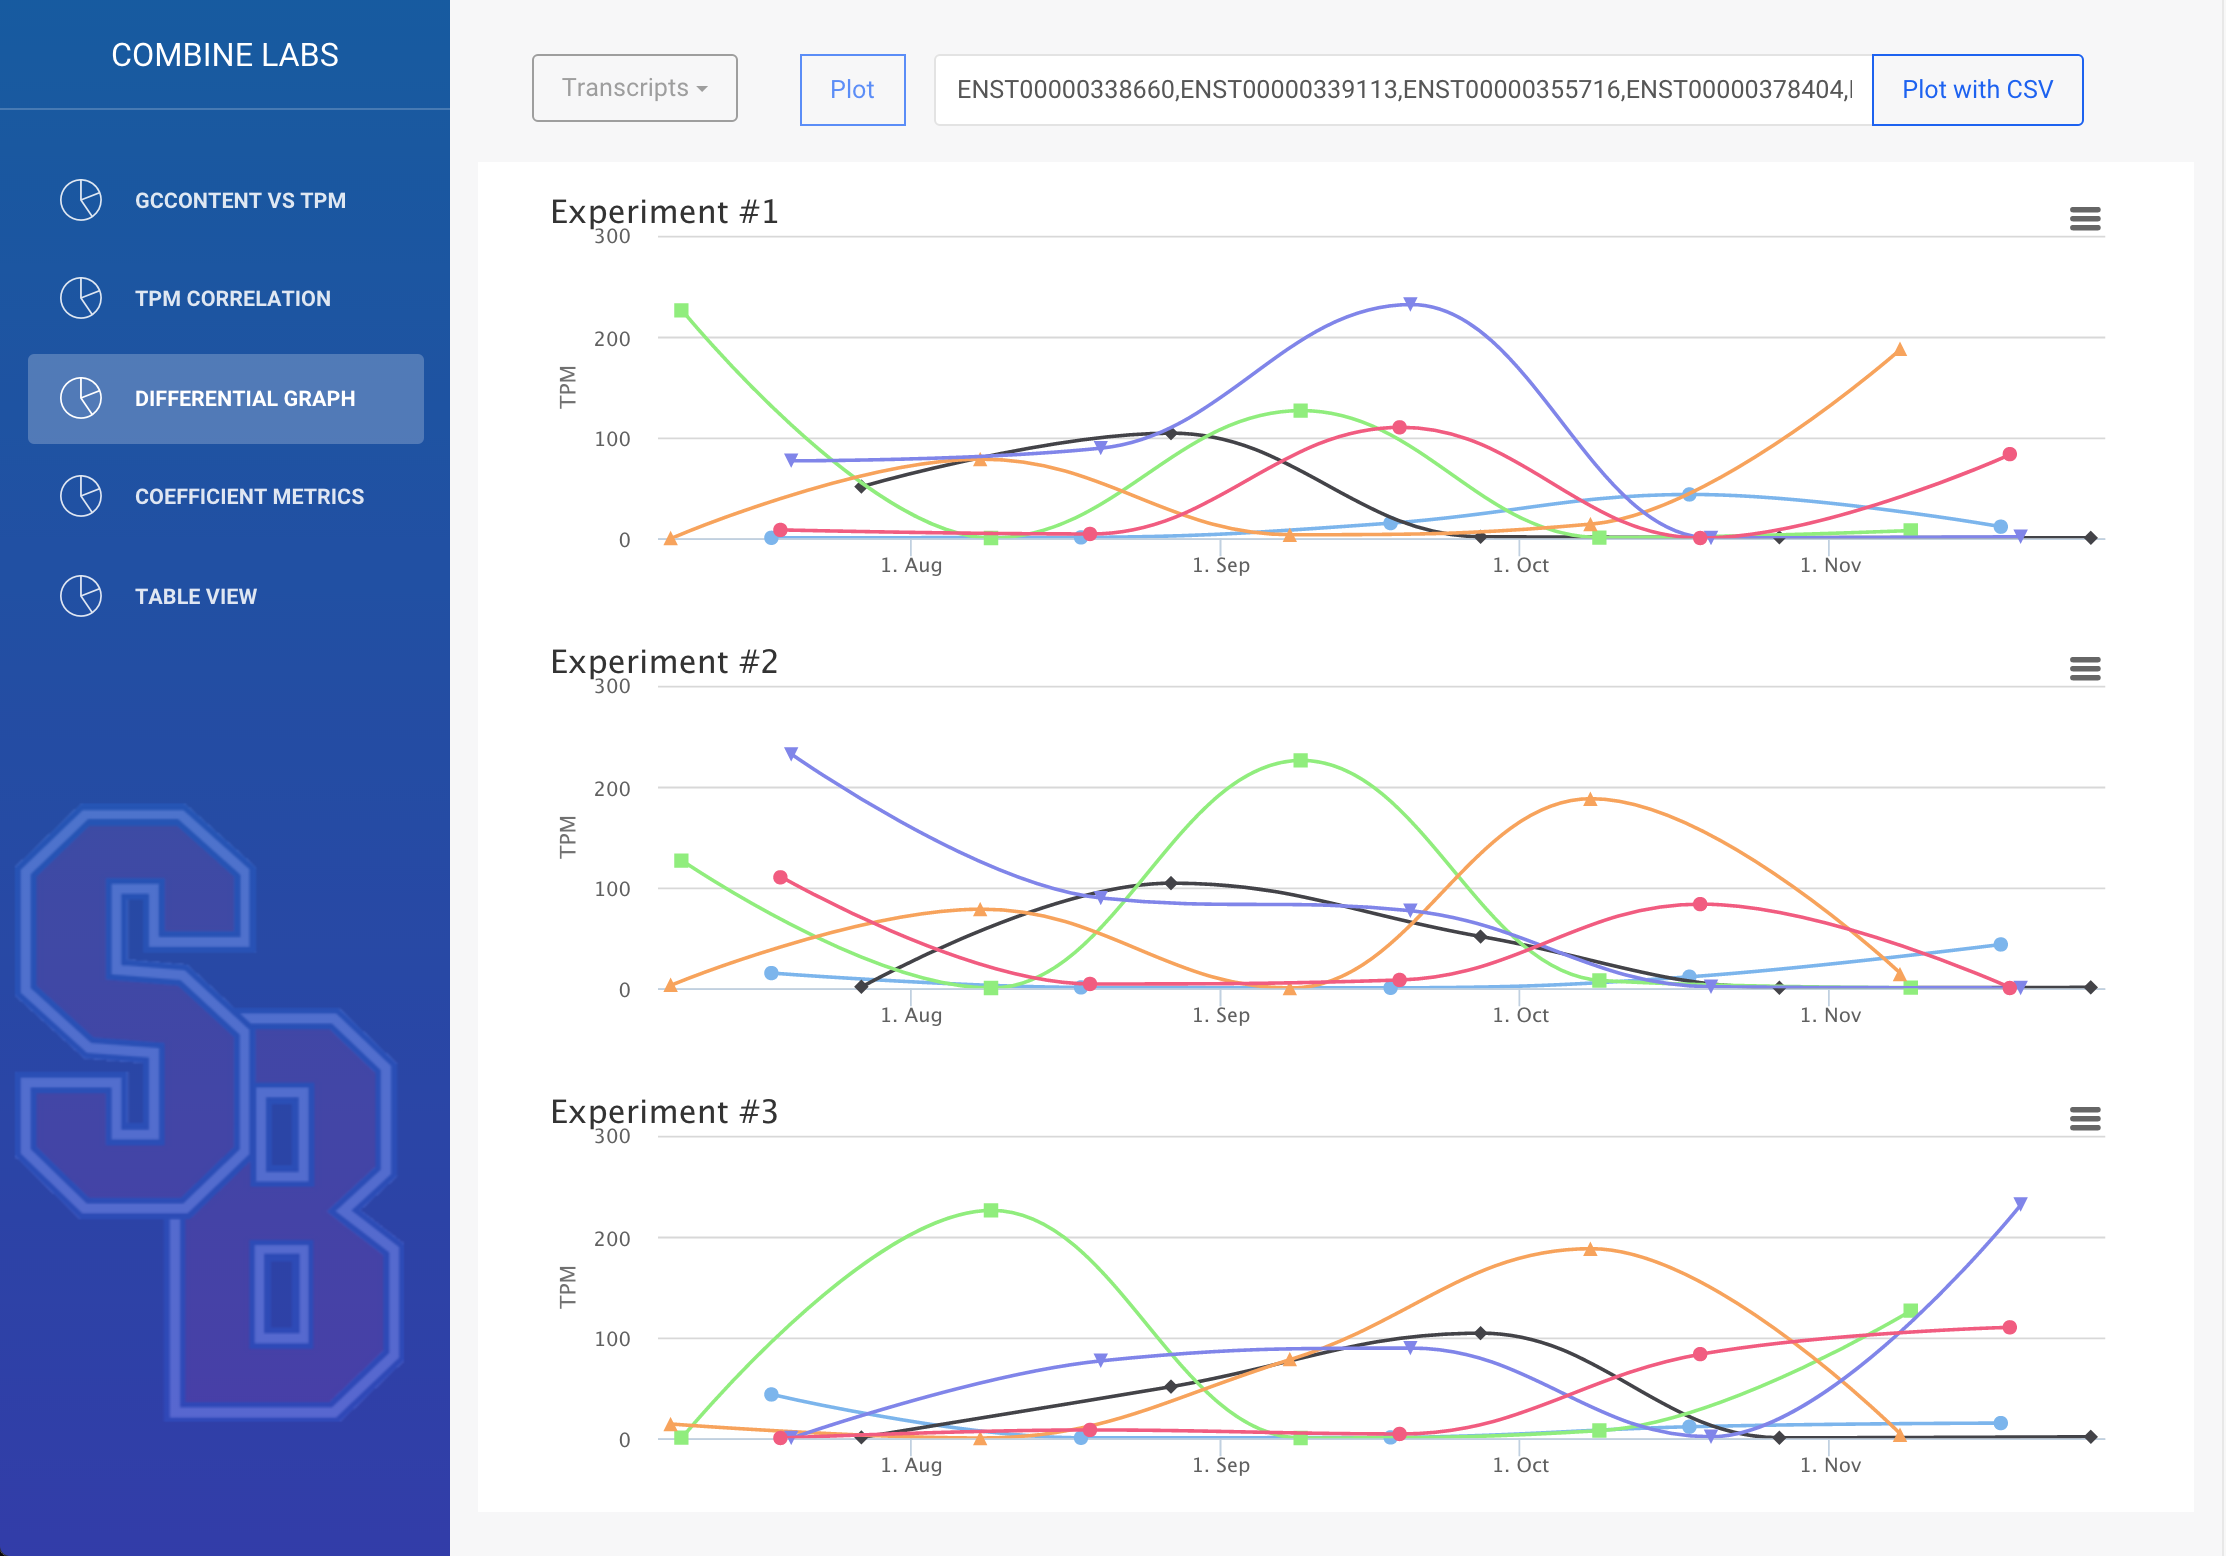 COMBINE LABS
GCCONTENT VS TPM
TPM CORRELATION
DIFFERENTIAL GRAPH
COEFFICIENT METRICS
TABLE VIEW
SB
Transcripts
Plot
ENST00000338660,ENST00000339113,ENST00000355716,ENST00000378404,
Plot with CSV
Experiment #1
300
200
100
0
TPM
1. Aug
1. Sep
1. Oct
1. Nov
Experiment #2
300
200
100
0
TPM
1. Aug
1. Sep
1. Oct
1. Nov
Experiment #3
300
200
100
0
TPM
1. Aug
1. Sep
1. Oct
1. Nov